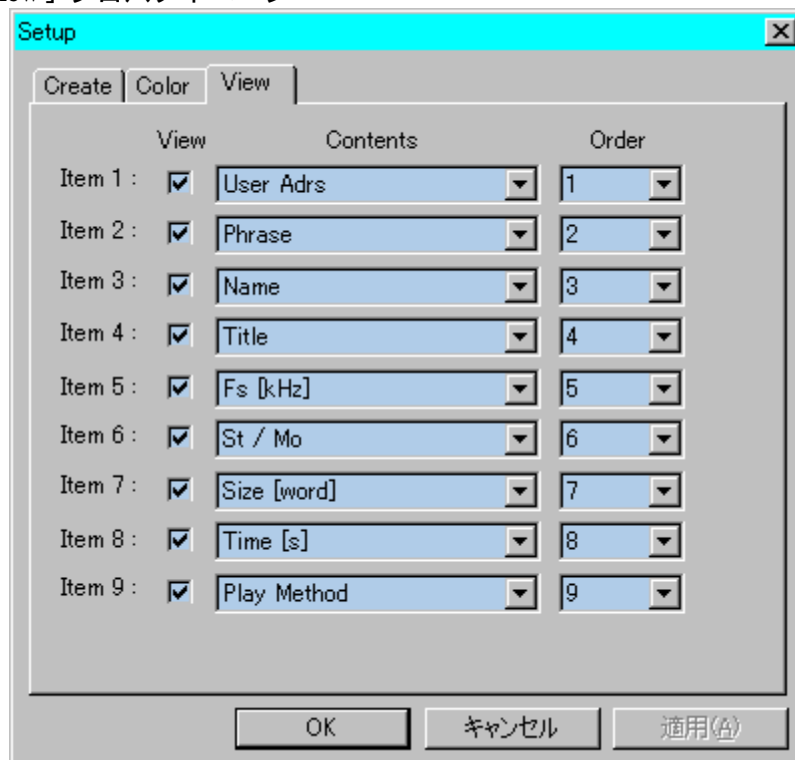 Setup
Create Color View
View Contents Order
Item 1 : User Adrs 1
Item 2 : Phrase 2
Item 3 : Name 3
Item 4 : Title 4
Item 5 : Fs [kHz] 5
Item 6 : St / Mo 6
Item 7 : Size [word] 7
Item 8 : Time [s] 8
Item 9 : Play Method 9
OK キャンセル 適用(A)